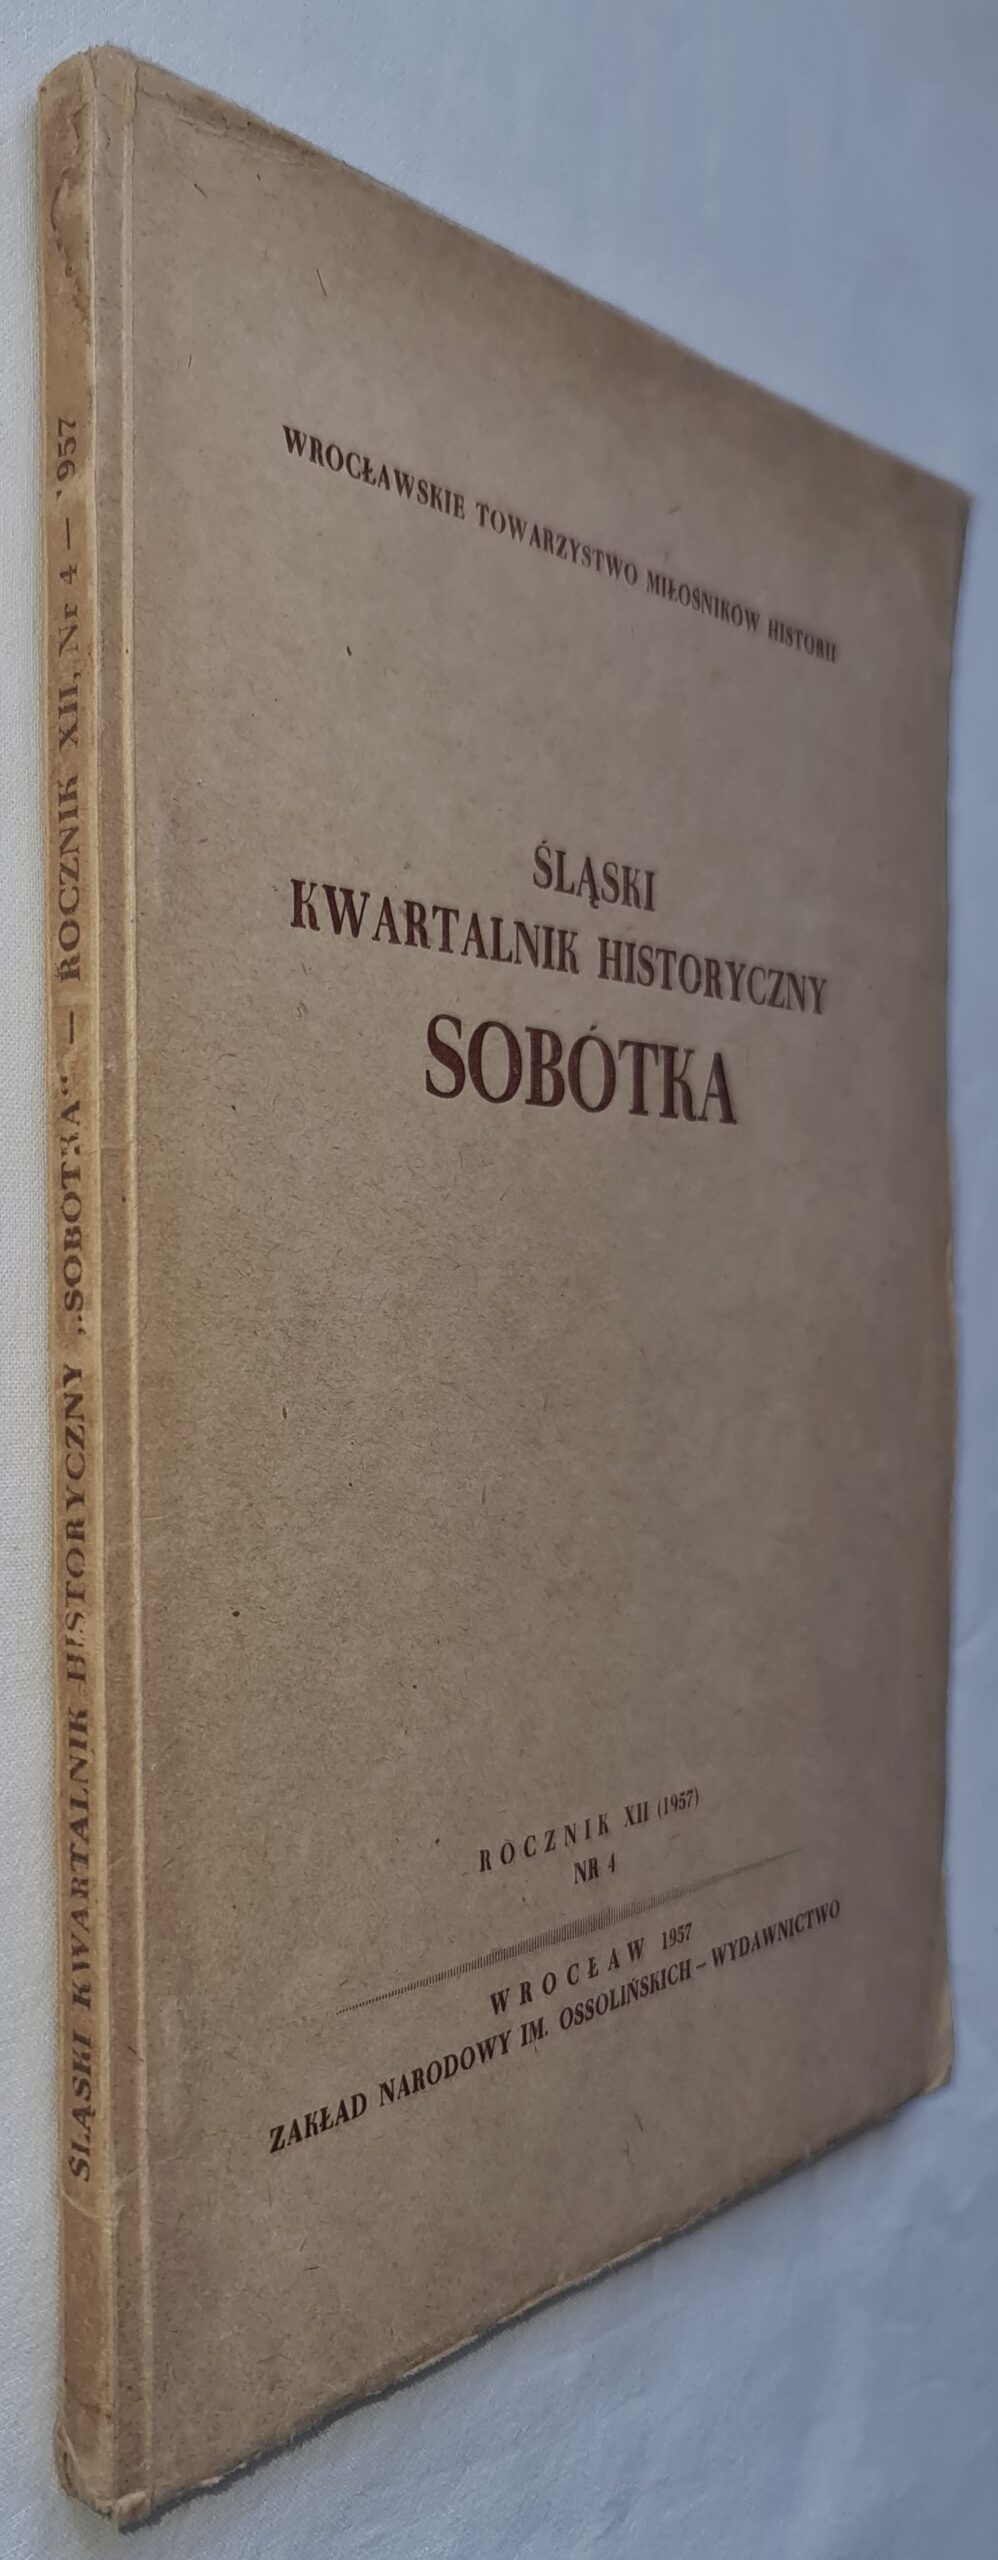 WROCŁAWSKIE TOWARZYSTWO MIŁOŚNIKÓW HISTORII
ŚLĄSKI
KWARTALNIK HISTORYCZNY
SOBÓTKA
ROCZNIK XII (1957)
NR 4
WROCŁAW 1957
ZAKŁAD NARODOWY IM. OSSOLIŃSKICH – WYDAWNICTWO
ŚLĄSKI KWARTALNIK HISTORYCZNY „SOBÓTKA“ — ROCZNIK XII, Nr 4 — 1957